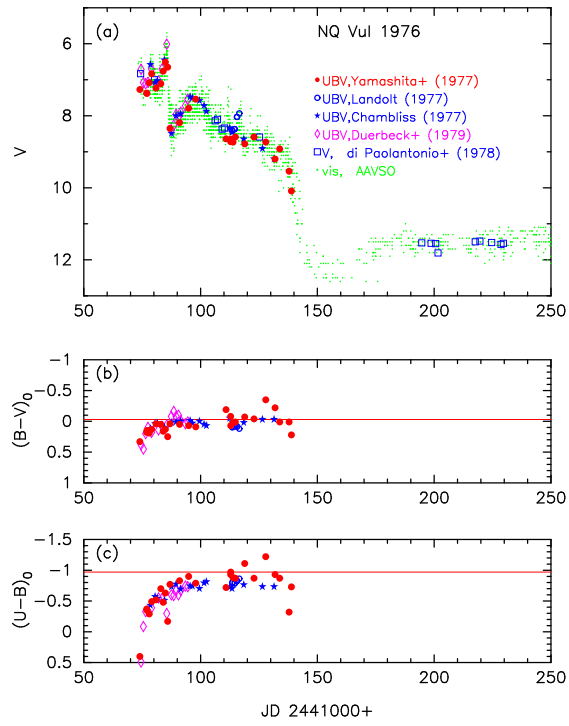 (a)
NQ Vul 1976
UBV,Yamashita+ (1977)
UBV,Landolt (1977)
UBV,Chambliss (1977)
UBV,Duerbeck+ (1979)
V, di Paolantonio+ (1978)
vis, AAVSO
V
6
8
10
12
50 100 150 200 250
(b)
(B−V)0
−1
−0.5
0
0.5
1
50 100 150 200 250
(c)
(U−B)0
−1.5
−1
−0.5
0
0.5
50 100 150 200 250
JD 2441000+